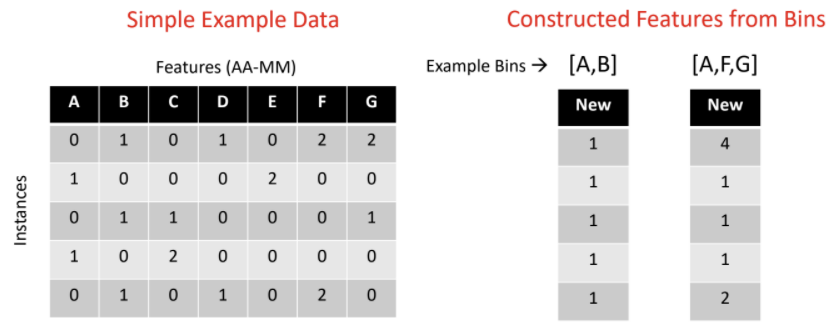 Simple Example Data
Constructed Features from Bins
Features (AA-MM)
Example Bins → [A,B] [A,F,G]
A B C D E F G
New New
Instances
0 1 0 1 0 2 2
1 4
1 0 0 0 2 0 0
1 1
0 1 1 0 0 0 1
1 1
1 0 2 0 0 0 0
1 1
0 1 0 1 0 2 0
1 2